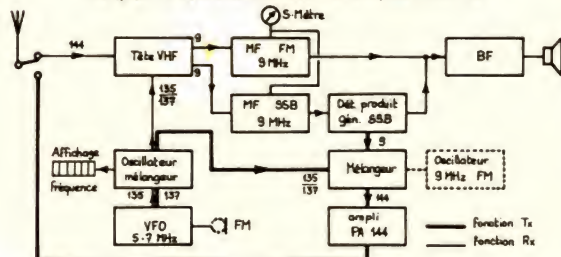 S-Mètre
144
Tête VHF
9
9
MF FM
9 MHz
BF
MF SSB
9 MHz
Dét. produit
gén. SSB
135
137
9
Affichage
fréquence
Oscillateur
mélangeur
135
137
Mélangeur
Oscillateur
9 MHz FM
135
137
144
VFO
5-7 MHz
FM
ampli
PA 144
fonction Tx
fonction Rx